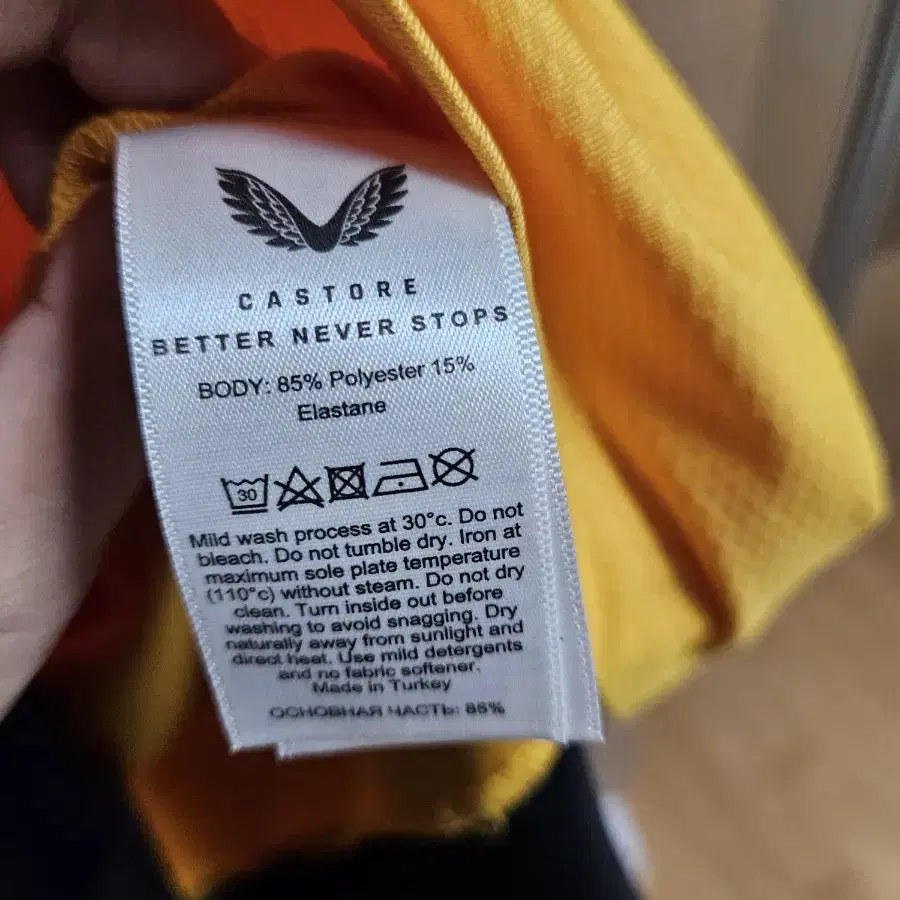 CASTORE
BETTER NEVER STOPS
BODY: 85% Polyester 15%
Elastane
30
Mild wash process at 30°c. Do not
bleach. Do not tumble dry. Iron at
maximum sole plate temperature
(110°c) without steam. Do not dry
clean. Turn inside out before
washing to avoid snagging. Dry
naturally away from sunlight and
direct heat. Use mild detergents
and no fabric softener.
Made in Turkey
ОСНОВНАЯ ЧАСТЬ: 85%